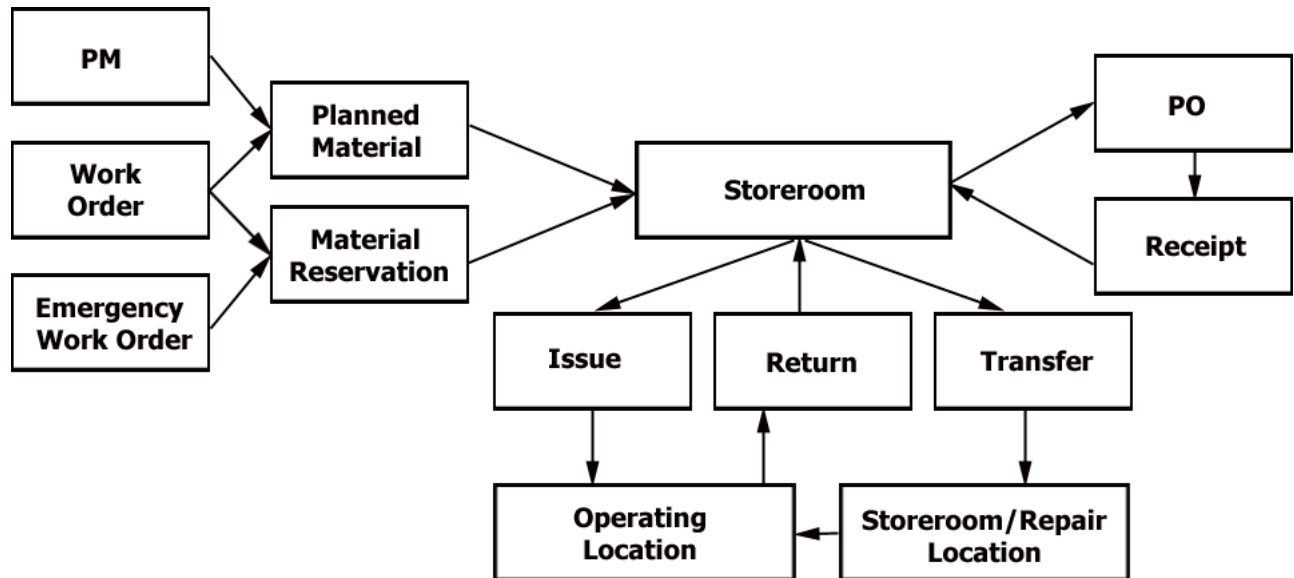 PM
Work
Order
Emergency
Work Order
Planned
Material
Material
Reservation
Storeroom
PO
Receipt
Issue
Return
Transfer
Operating
Location
Storeroom/Repair
Location